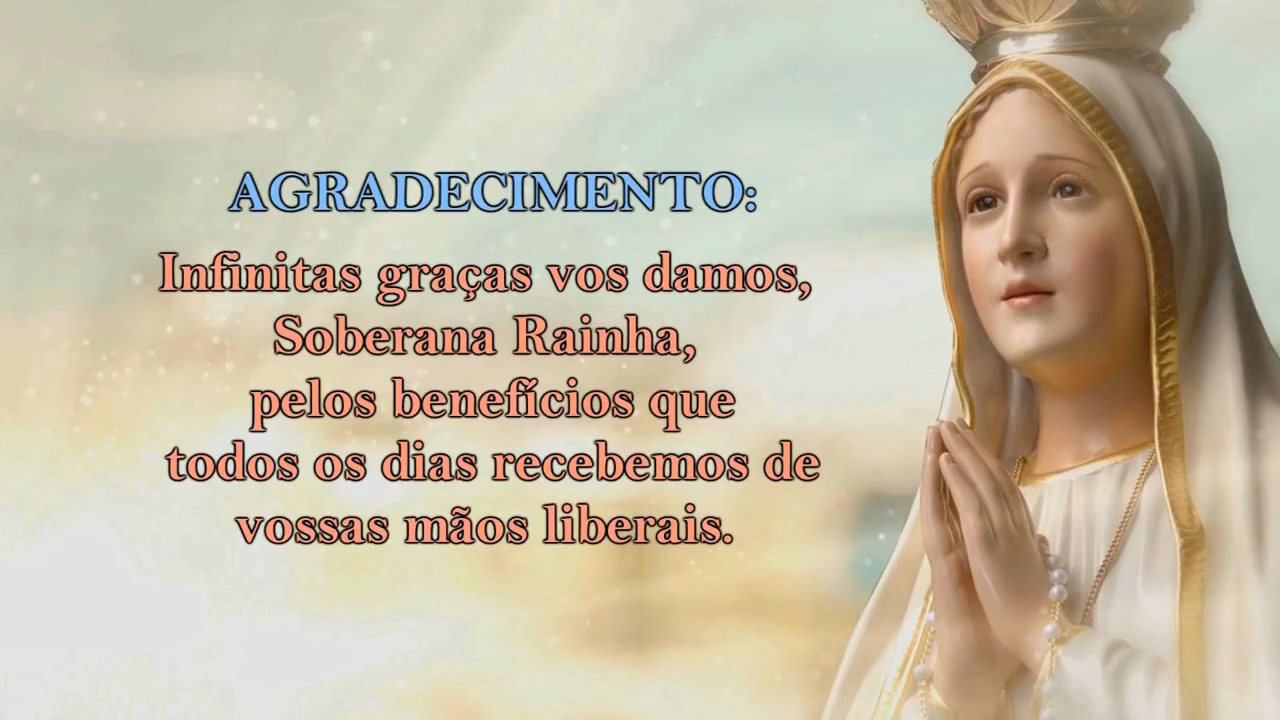 AGRADECIMENTO:
Infinitas graças vos damos,
Soberana Rainha,
pelos benefícios que
todos os dias recebemos de
vossas mãos liberais.